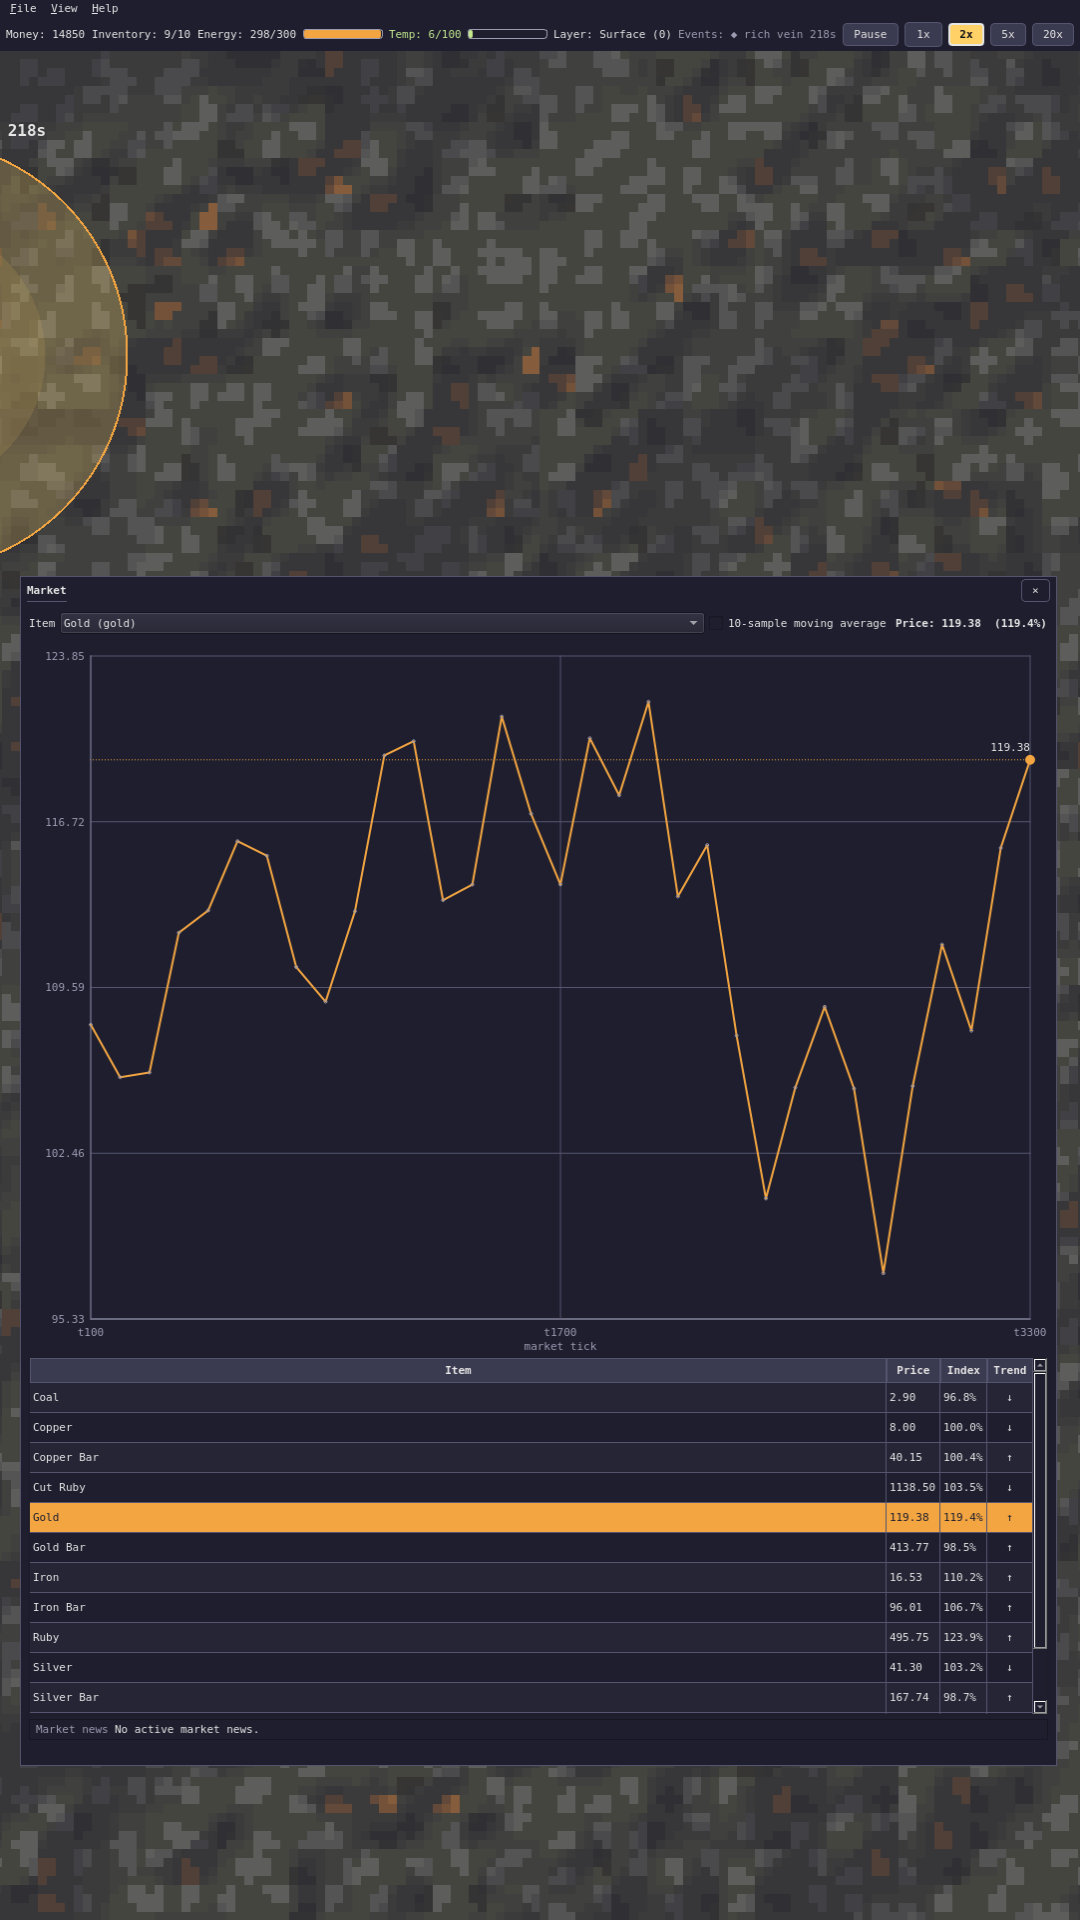 File View Help
Money: 14850 Inventory: 9/10 Energy: 298/300 Temp: 6/100 Layer: Surface (0) Events: ◆ rich vein 218s Pause 1x 2x 5x 20x
218s
Market ×
Item Gold (gold) 10-sample moving average Price: 119.38 (119.4%)
123.85
119.38
116.72
109.59
102.46
95.33
t100 t1700 t3300
market tick
Item Price Index Trend
Coal 2.90 96.8% ↓
Copper 8.00 100.0% ↓
Copper Bar 40.15 100.4% ↑
Cut Ruby 1138.50 103.5% ↓
Gold 119.38 119.4% ↑
Gold Bar 413.77 98.5% ↑
Iron 16.53 110.2% ↑
Iron Bar 96.01 106.7% ↑
Ruby 495.75 123.9% ↑
Silver 41.30 103.2% ↓
Silver Bar 167.74 98.7% ↑
Market news No active market news.